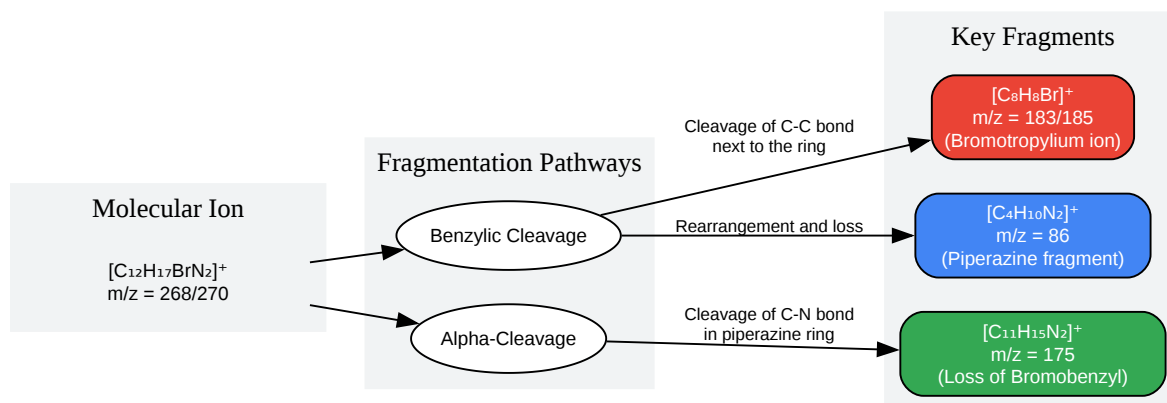 Molecular Ion
[C₁₂H₁₇BrN₂]⁺
m/z = 268/270
Fragmentation Pathways
Benzylic Cleavage
Alpha-Cleavage
Cleavage of C-C bond
next to the ring
Rearrangement and loss
Cleavage of C-N bond
in piperazine ring
Key Fragments
[C₈H₈Br]⁺
m/z = 183/185
(Bromotropylium ion)
[C₄H₁₀N₂]⁺
m/z = 86
(Piperazine fragment)
[C₁₁H₁₅N₂]⁺
m/z = 175
(Loss of Bromobenzyl)